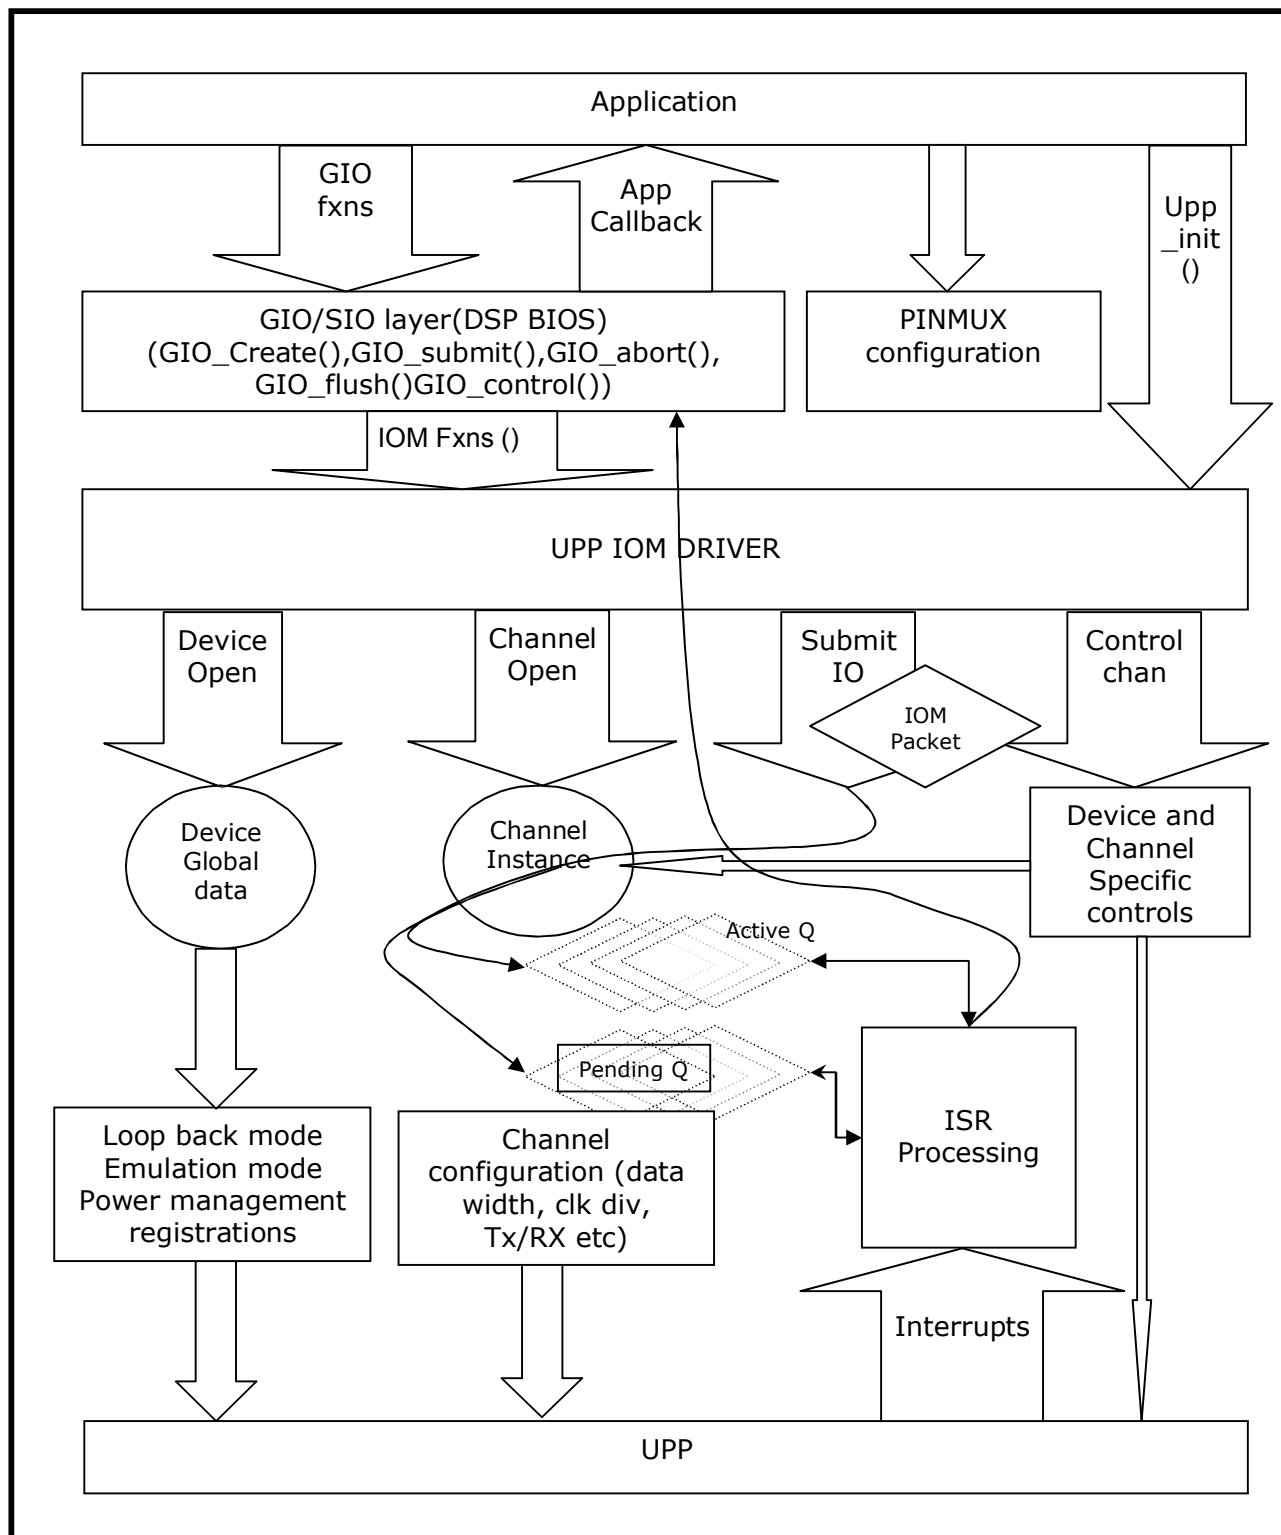 Application
GIO
fxns
App
Callback
Upp
_init
()
GIO/SIO layer(DSP BIOS)
(GIO_Create(),GIO_submit(),GIO_abort(),
GIO_flush()GIO_control())
PINMUX
configuration
IOM Fxns ()
UPP IOM DRIVER
Device
Open
Channel
Open
Submit
IO
Control
chan
IOM
Packet
Device
Global
data
Channel
Instance
Device and
Channel
Specific
controls
Active Q
Pending Q
Loop back mode
Emulation mode
Power management
registrations
Channel
configuration (data
width, clk div,
Tx/RX etc)
ISR
Processing
Interrupts
UPP